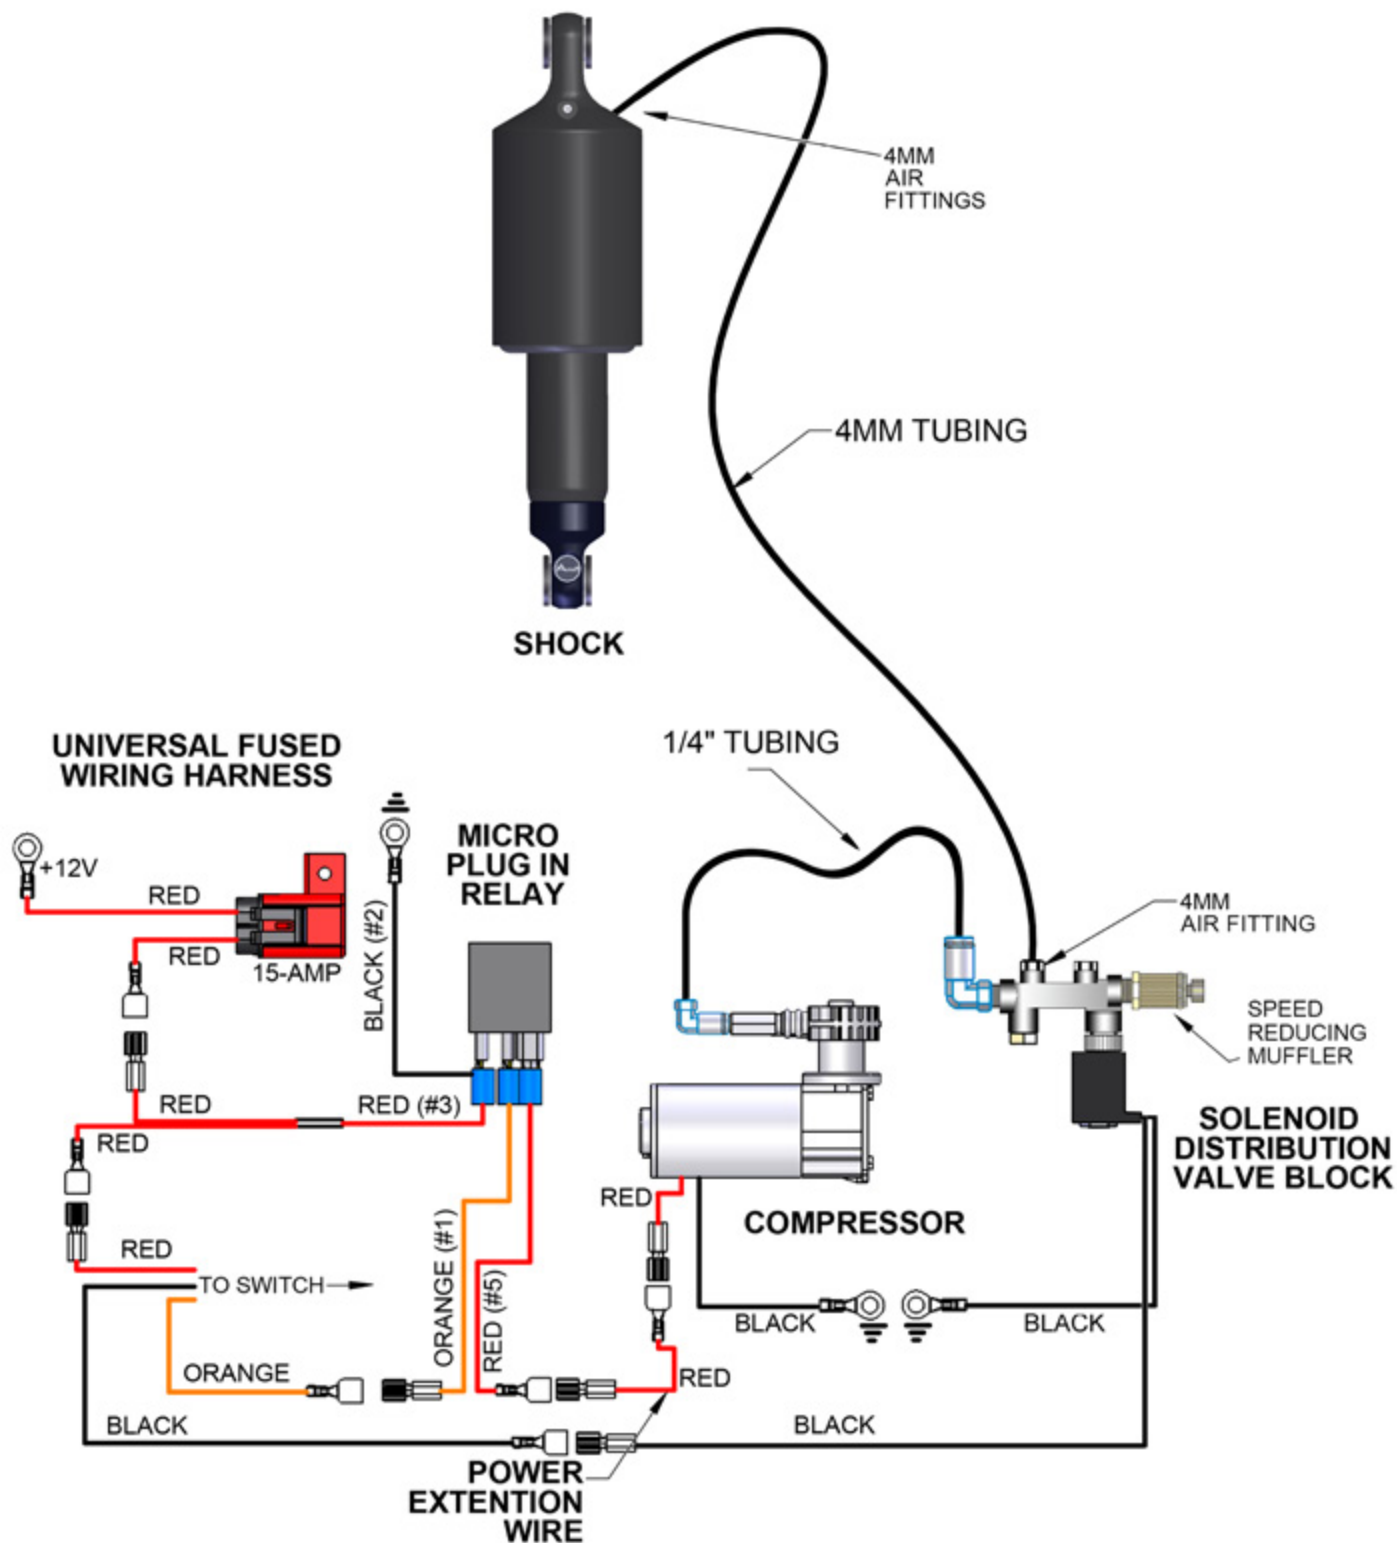 4MM
AIR
FITTINGS
4MM TUBING
SHOCK
UNIVERSAL FUSED
WIRING HARNESS
1/4" TUBING
+12V
RED
RED
15-AMP
BLACK (#2)
MICRO
PLUG IN
RELAY
4MM
AIR FITTING
SPEED
REDUCING
MUFFLER
RED
RED (#3)
RED
SOLENOID
DISTRIBUTION
VALVE BLOCK
RED
COMPRESSOR
RED
TO SWITCH
ORANGE (#1)
RED (#5)
BLACK
BLACK
ORANGE
RED
BLACK
BLACK
POWER
EXTENTION
WIRE